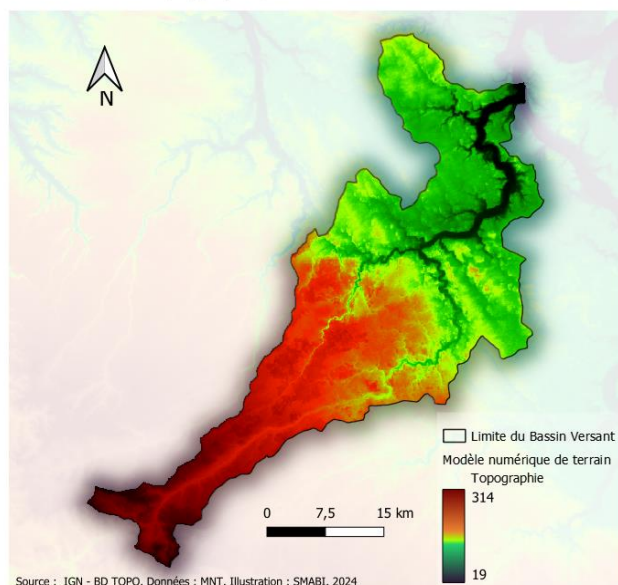 N
Limite du Bassin Versant
Modèle numérique de terrain
Topographie
314
19
0 7,5 15 km
Source : IGN - BD TOPO, Données : MNT, Illustration : SMABI, 2024